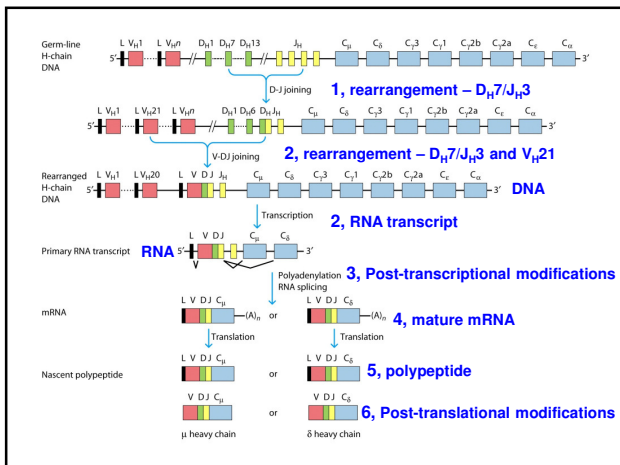 Germ-line H-chain DNA
L V_H1 L V_Hn D_H1 D_H7 D_H13 J_H C_μ C_δ C_γ3 C_γ1 C_γ2b C_γ2a C_ε C_α
5′ 3′
D-J joining
1, rearrangement – D_H7/J_H3
L V_H1 L V_H21 L V_Hn D_H1 D_H6 D_H J_H C_μ C_δ C_γ3 C_γ1 C_γ2b C_γ2a C_ε C_α
5′ 3′
V-DJ joining
2, rearrangement – D_H7/J_H3 and V_H21
Rearranged H-chain DNA
L V_H1 L V_H20 L V D J J_H C_μ C_δ C_γ3 C_γ1 C_γ2b C_γ2a C_ε C_α
5′ 3′
DNA
Transcription
2, RNA transcript
L V D J C_μ C_δ
Primary RNA transcript RNA 5′ 3′
Polyadenylation
RNA splicing
3, Post-transcriptional modifications
L V D J C_μ L V D J C_δ
mRNA (A)n or (A)n
4, mature mRNA
Translation Translation
L V D J C_μ L V D J C_δ
Nascent polypeptide or
5, polypeptide
V D J C_μ V D J C_δ
or
6, Post-translational modifications
μ heavy chain δ heavy chain